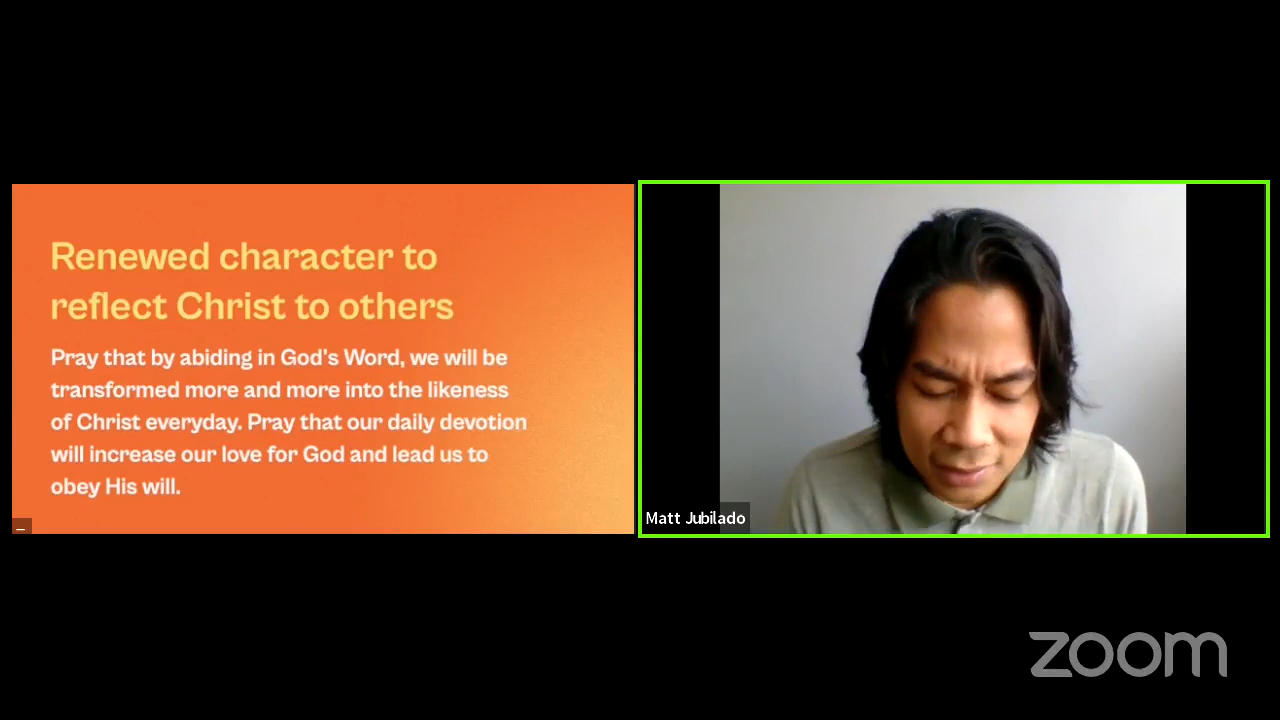 Renewed character to
reflect Christ to others
Pray that by abiding in God's Word, we will be
transformed more and more into the likeness
of Christ everyday. Pray that our daily devotion
will increase our love for God and lead us to
obey His will.
_
Matt Jubilado
zoom